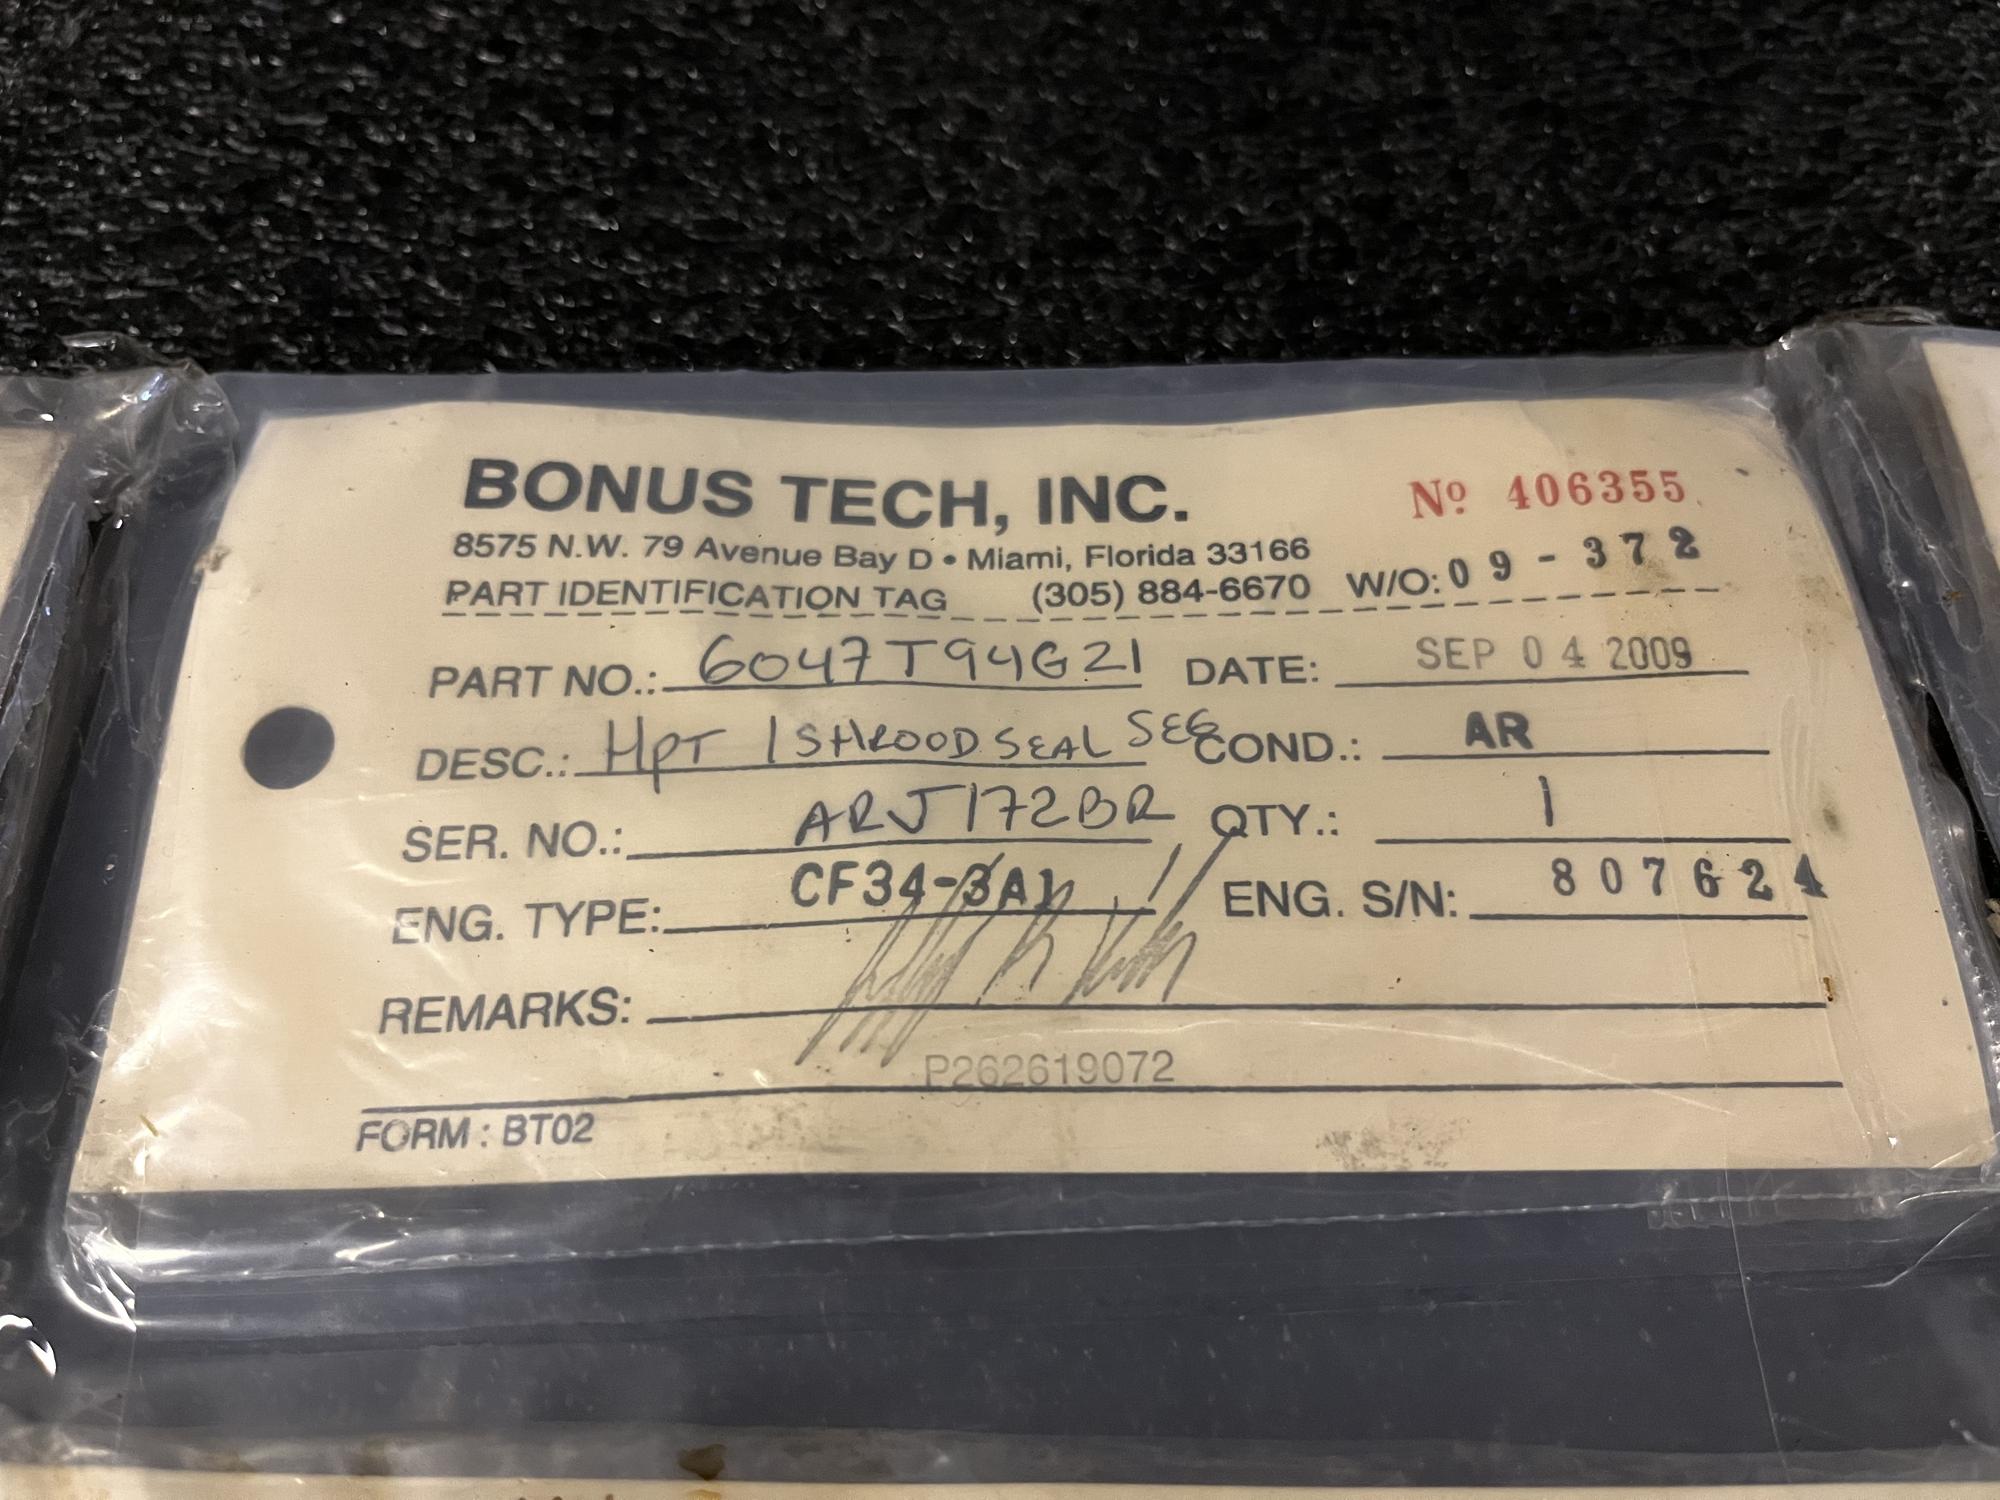 BONUS TECH, INC.
Nº 406355
8575 N.W. 79 Avenue Bay D • Miami, Florida 33166
PART IDENTIFICATION TAG (305) 884-6670 W/O: 09-372
PART NO.: 6047T94G21 DATE: SEP 04 2009
DESC.: HPT 1 SHROOD SEAL SEG COND.: AR
SER. NO.: ARJ172BR QTY.: 1
ENG. TYPE: CF34-3A1 ENG. S/N: 807624
REMARKS:
P262619072
FORM : BT02